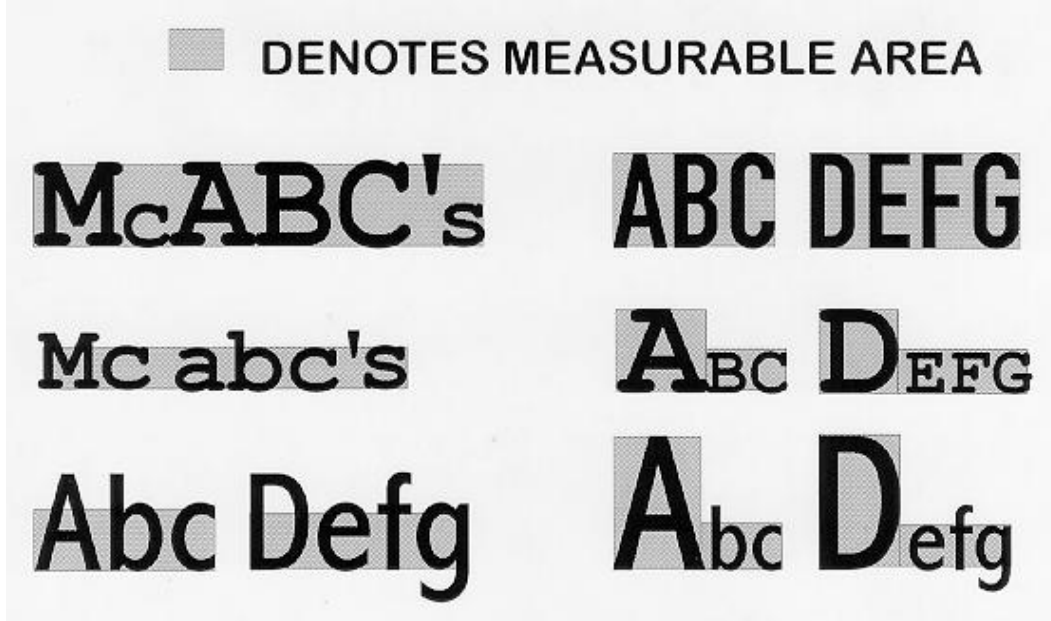 DENOTES MEASURABLE AREA
McABC's ABC DEFG
Mc abc's ABC DEFG
Abc Defg Abc Defg